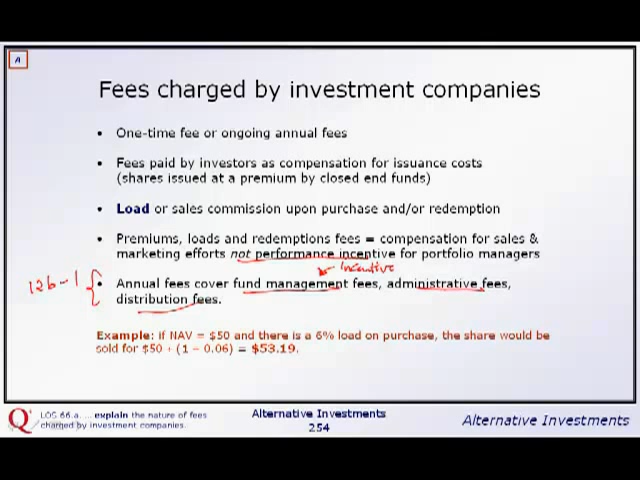 A
Fees charged by investment companies
• One-time fee or ongoing annual fees
• Fees paid by investors as compensation for issuance costs
(shares issued at a premium by closed end funds)
• Load or sales commission upon purchase and/or redemption
• Premiums, loads and redemptions fees = compensation for sales &
marketing efforts not performance incentive for portfolio managers
Incentive
12b-1
• Annual fees cover fund management fees, administrative fees,
distribution fees.
Example: if NAV = $50 and there is a 6% load on purchase, the share would be
sold for $50 ÷ (1 – 0.06) = $53.19.
Q
LOS 66.a. ... explain the nature of fees
charged by investment companies.
Alternative Investments
254
Alternative Investments